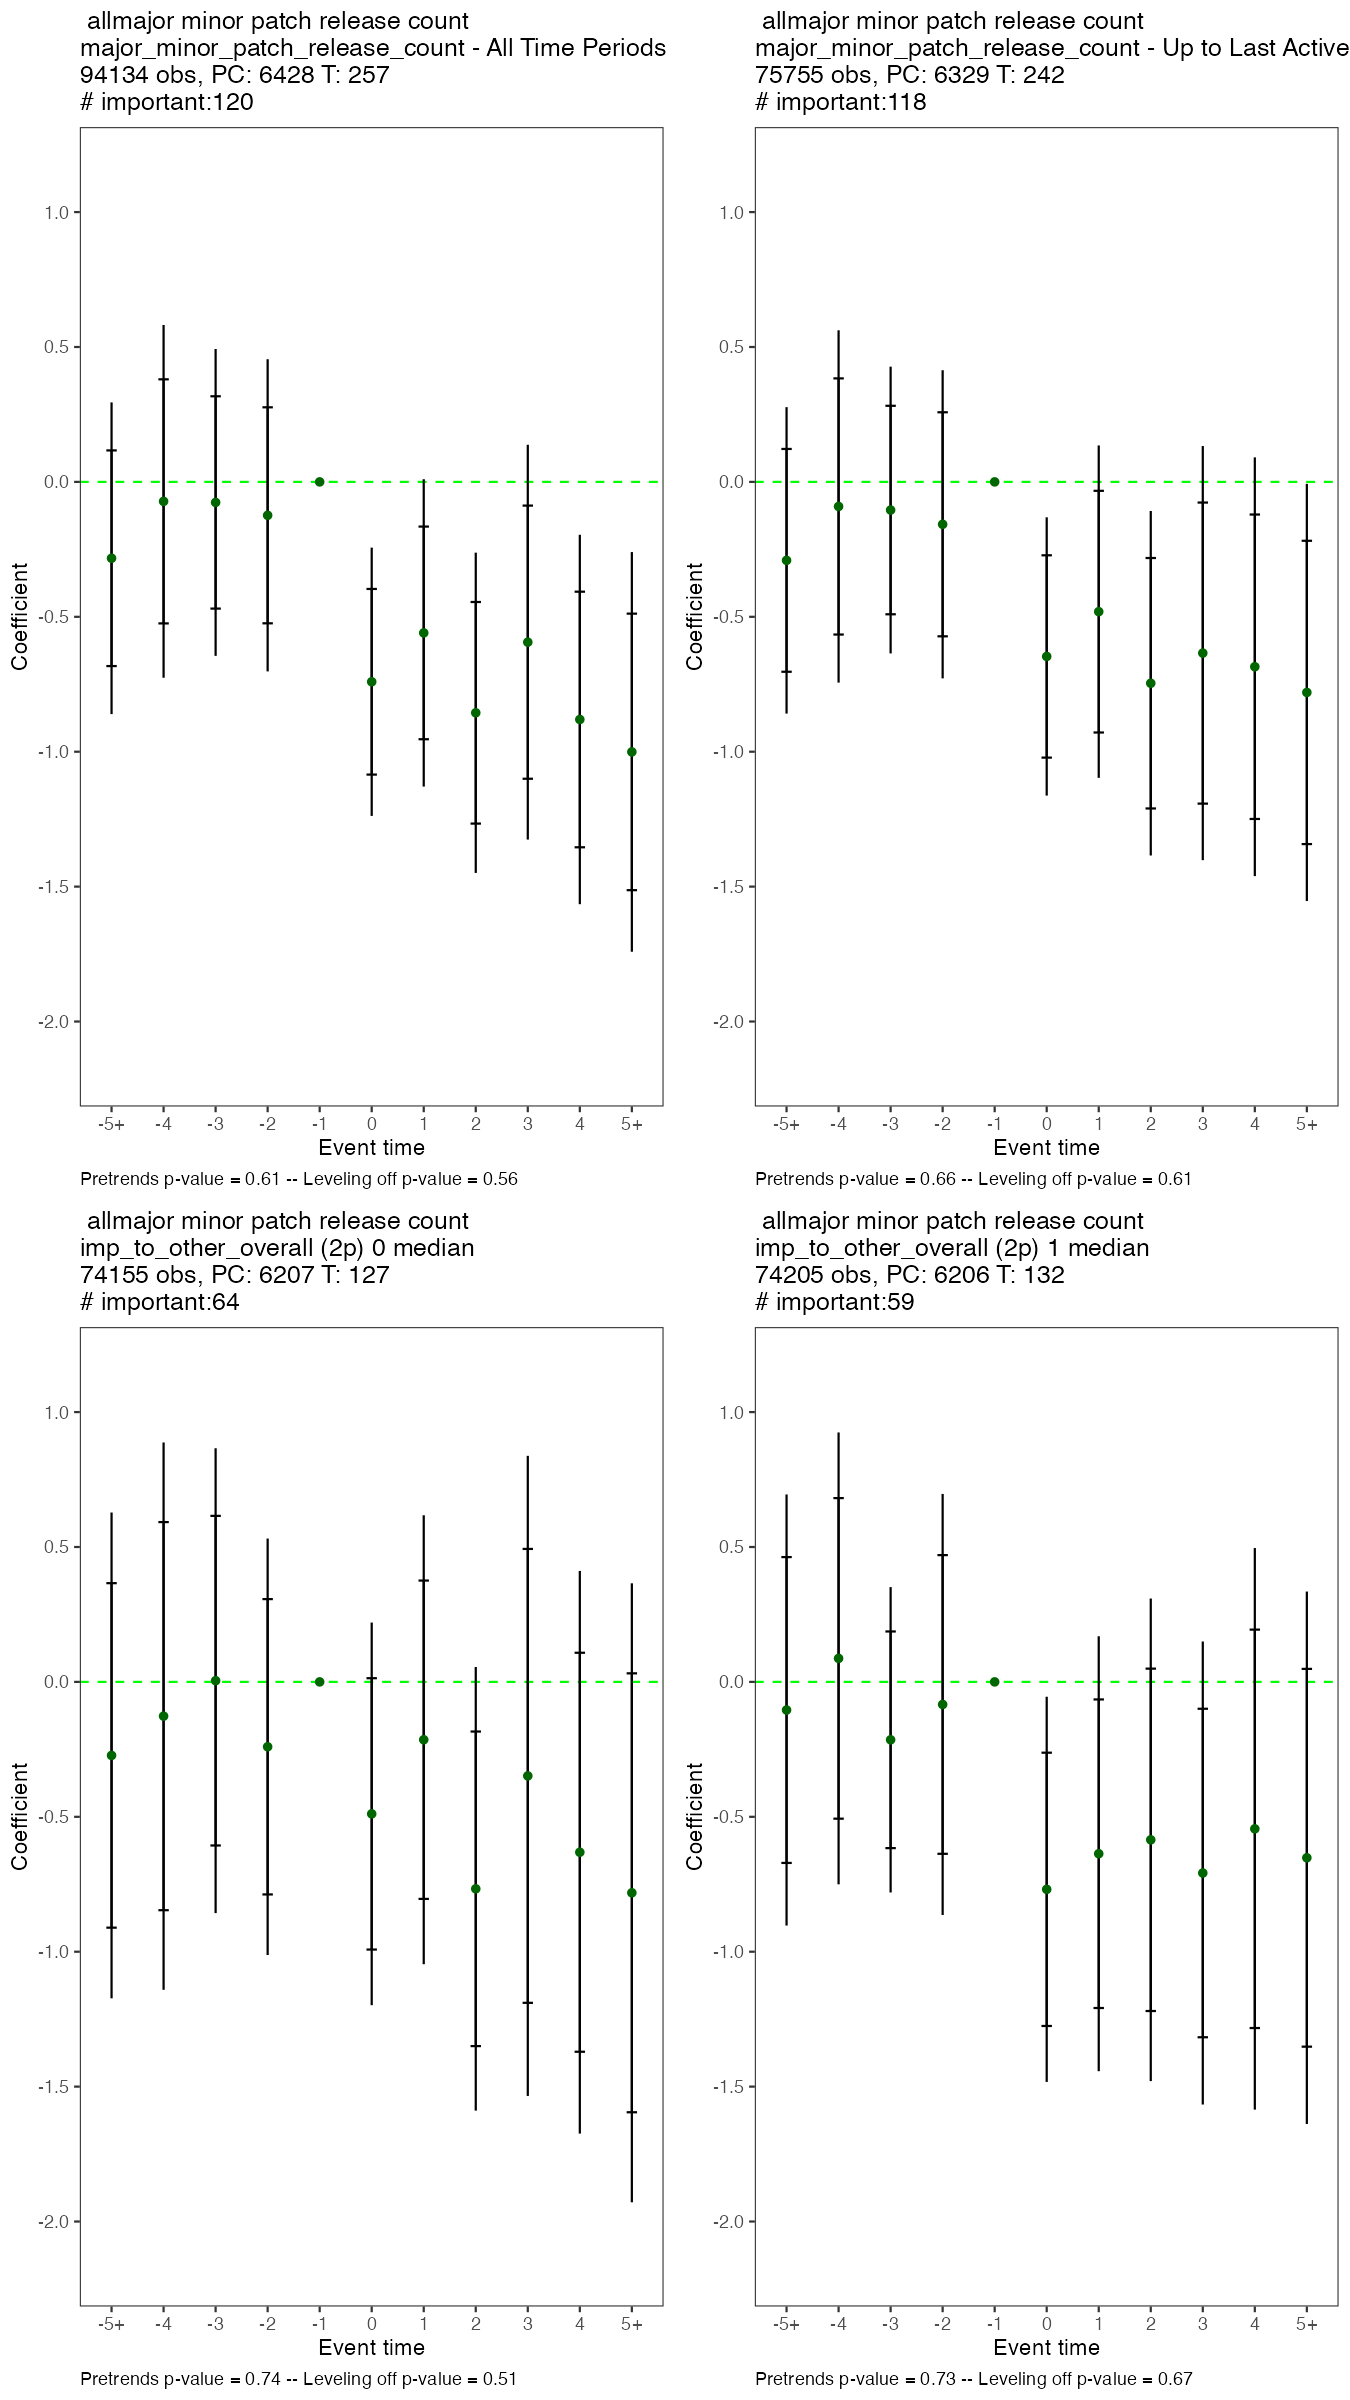 allmajor minor patch release count
major_minor_patch_release_count - All Time Periods
94134 obs, PC: 6428 T: 257
# important:120
1.0
0.5
0.0
-0.5
-1.0
-1.5
-2.0
Coefficient
-5+ -4 -3 -2 -1 0 1 2 3 4 5+
Event time
Pretrends p-value = 0.61 -- Leveling off p-value = 0.56
allmajor minor patch release count
major_minor_patch_release_count - Up to Last Active
75755 obs, PC: 6329 T: 242
# important:118
1.0
0.5
0.0
-0.5
-1.0
-1.5
-2.0
Coefficient
-5+ -4 -3 -2 -1 0 1 2 3 4 5+
Event time
Pretrends p-value = 0.66 -- Leveling off p-value = 0.61
allmajor minor patch release count
imp_to_other_overall (2p) 0 median
74155 obs, PC: 6207 T: 127
# important:64
1.0
0.5
0.0
-0.5
-1.0
-1.5
-2.0
Coefficient
-5+ -4 -3 -2 -1 0 1 2 3 4 5+
Event time
Pretrends p-value = 0.74 -- Leveling off p-value = 0.51
allmajor minor patch release count
imp_to_other_overall (2p) 1 median
74205 obs, PC: 6206 T: 132
# important:59
1.0
0.5
0.0
-0.5
-1.0
-1.5
-2.0
Coefficient
-5+ -4 -3 -2 -1 0 1 2 3 4 5+
Event time
Pretrends p-value = 0.73 -- Leveling off p-value = 0.67